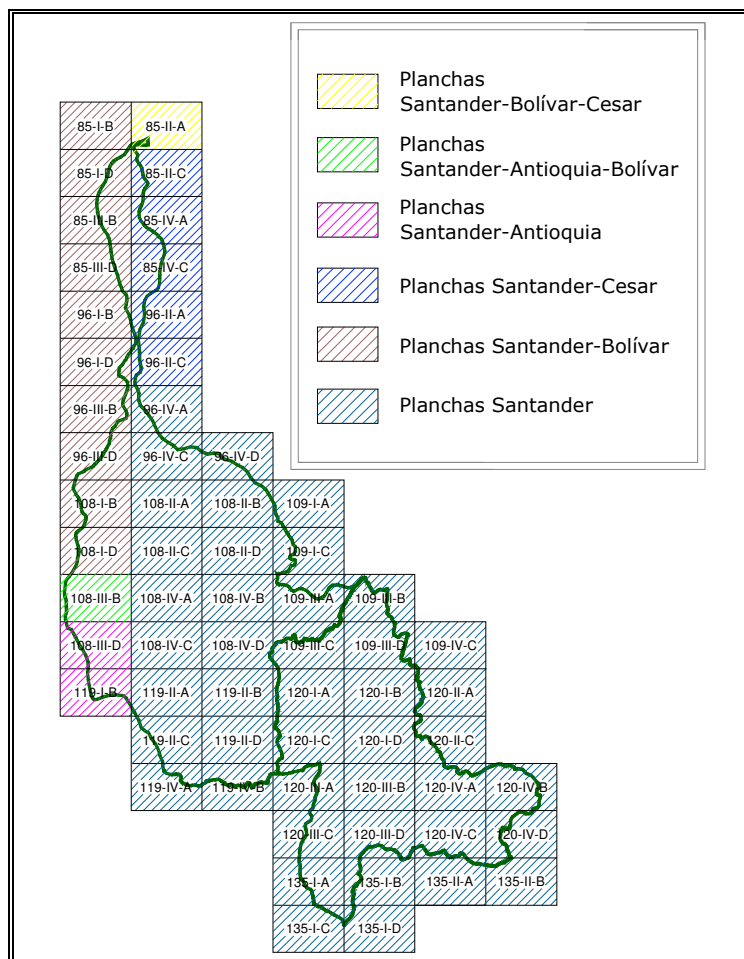 Planchas
Santander-Bolívar-Cesar
Planchas
Santander-Antioquia-Bolívar
Planchas
Santander-Antioquia
Planchas Santander-Cesar
Planchas Santander-Bolívar
Planchas Santander
85-I-B 85-II-A
85-I-D 85-II-C
85-III-B 85-IV-A
85-III-D 85-IV-C
96-I-B 96-II-A
96-I-D 96-II-C
96-III-B 96-IV-A
96-III-D 96-IV-C 96-IV-D
108-I-B 108-II-A 108-II-B 109-I-A
108-I-D 108-II-C 108-II-D 109-I-C
108-III-B 108-IV-A 108-IV-B 109-III-A 109-III-B
108-III-D 108-IV-C 108-IV-D 109-III-C 109-III-D 109-IV-C
119-I-B 119-II-A 119-II-B 120-I-A 120-I-B 120-II-A
119-II-C 119-II-D 120-I-C 120-I-D 120-II-C
119-IV-A 119-IV-B 120-III-A 120-III-B 120-IV-A 120-IV-B
120-III-C 120-III-D 120-IV-C 120-IV-D
135-I-A 135-I-B 135-II-A 135-II-B
135-I-C 135-I-D